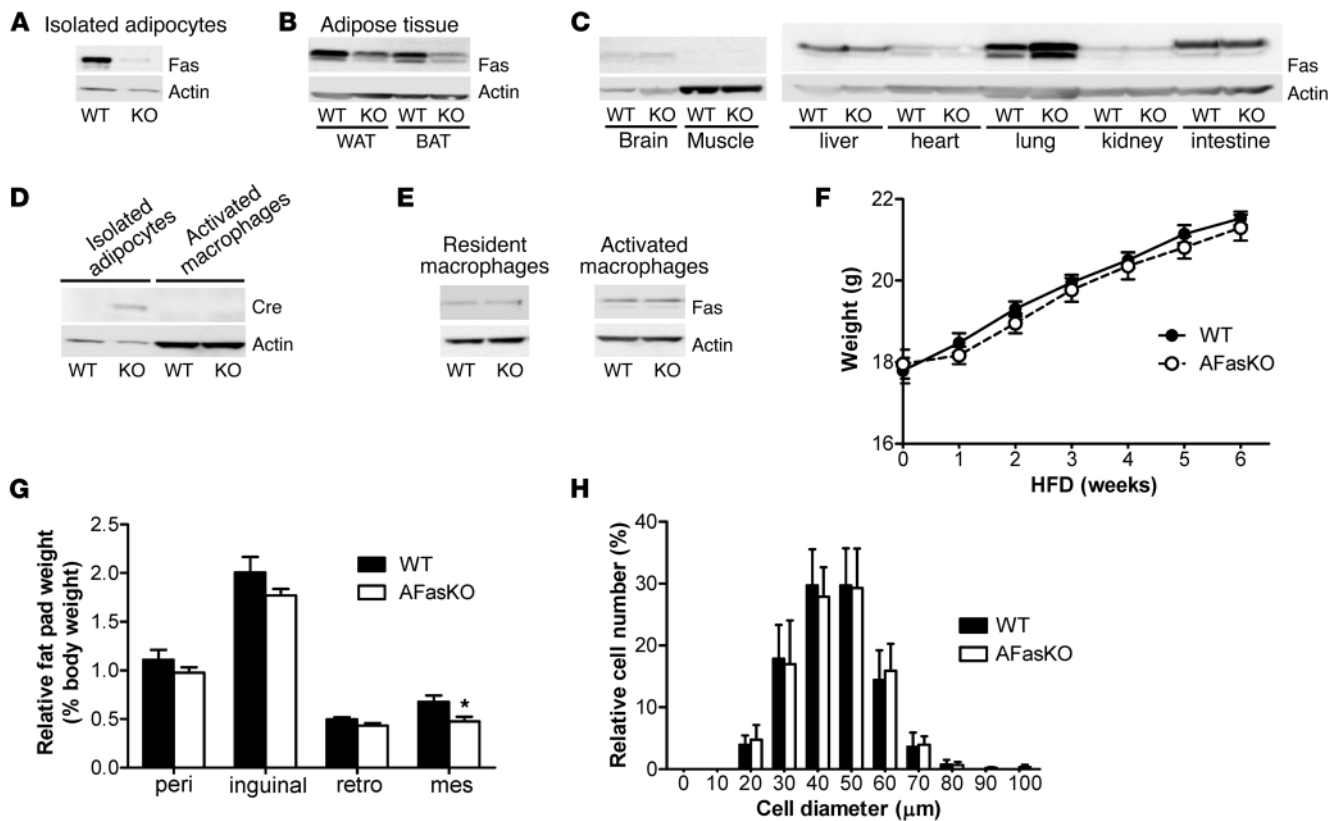 A
Isolated adipocytes
Fas
Actin
WT KO
B
Adipose tissue
Fas
Actin
WT KO WT KO
WAT BAT
C
Fas
Actin
WT KO WT KO
Brain Muscle
WT KO WT KO WT KO WT KO WT KO
liver heart lung kidney intestine
D
Isolated
adipocytes
Activated
macrophages
Cre
Actin
WT KO WT KO
E
Resident
macrophages
Activated
macrophages
Fas
Actin
WT KO WT KO
F
Weight (g)
22
20
18
16
0 1 2 3 4 5 6
HFD (weeks)
WT
AFasKO
G
Relative fat pad weight
(% body weight)
2.5
2.0
1.5
1.0
0.5
0.0
WT
AFasKO
*
peri inguinal retro mes
H
Relative cell number (%)
40
30
20
10
0
WT
AFasKO
0 10 20 30 40 50 60 70 80 90 100
Cell diameter (μm)